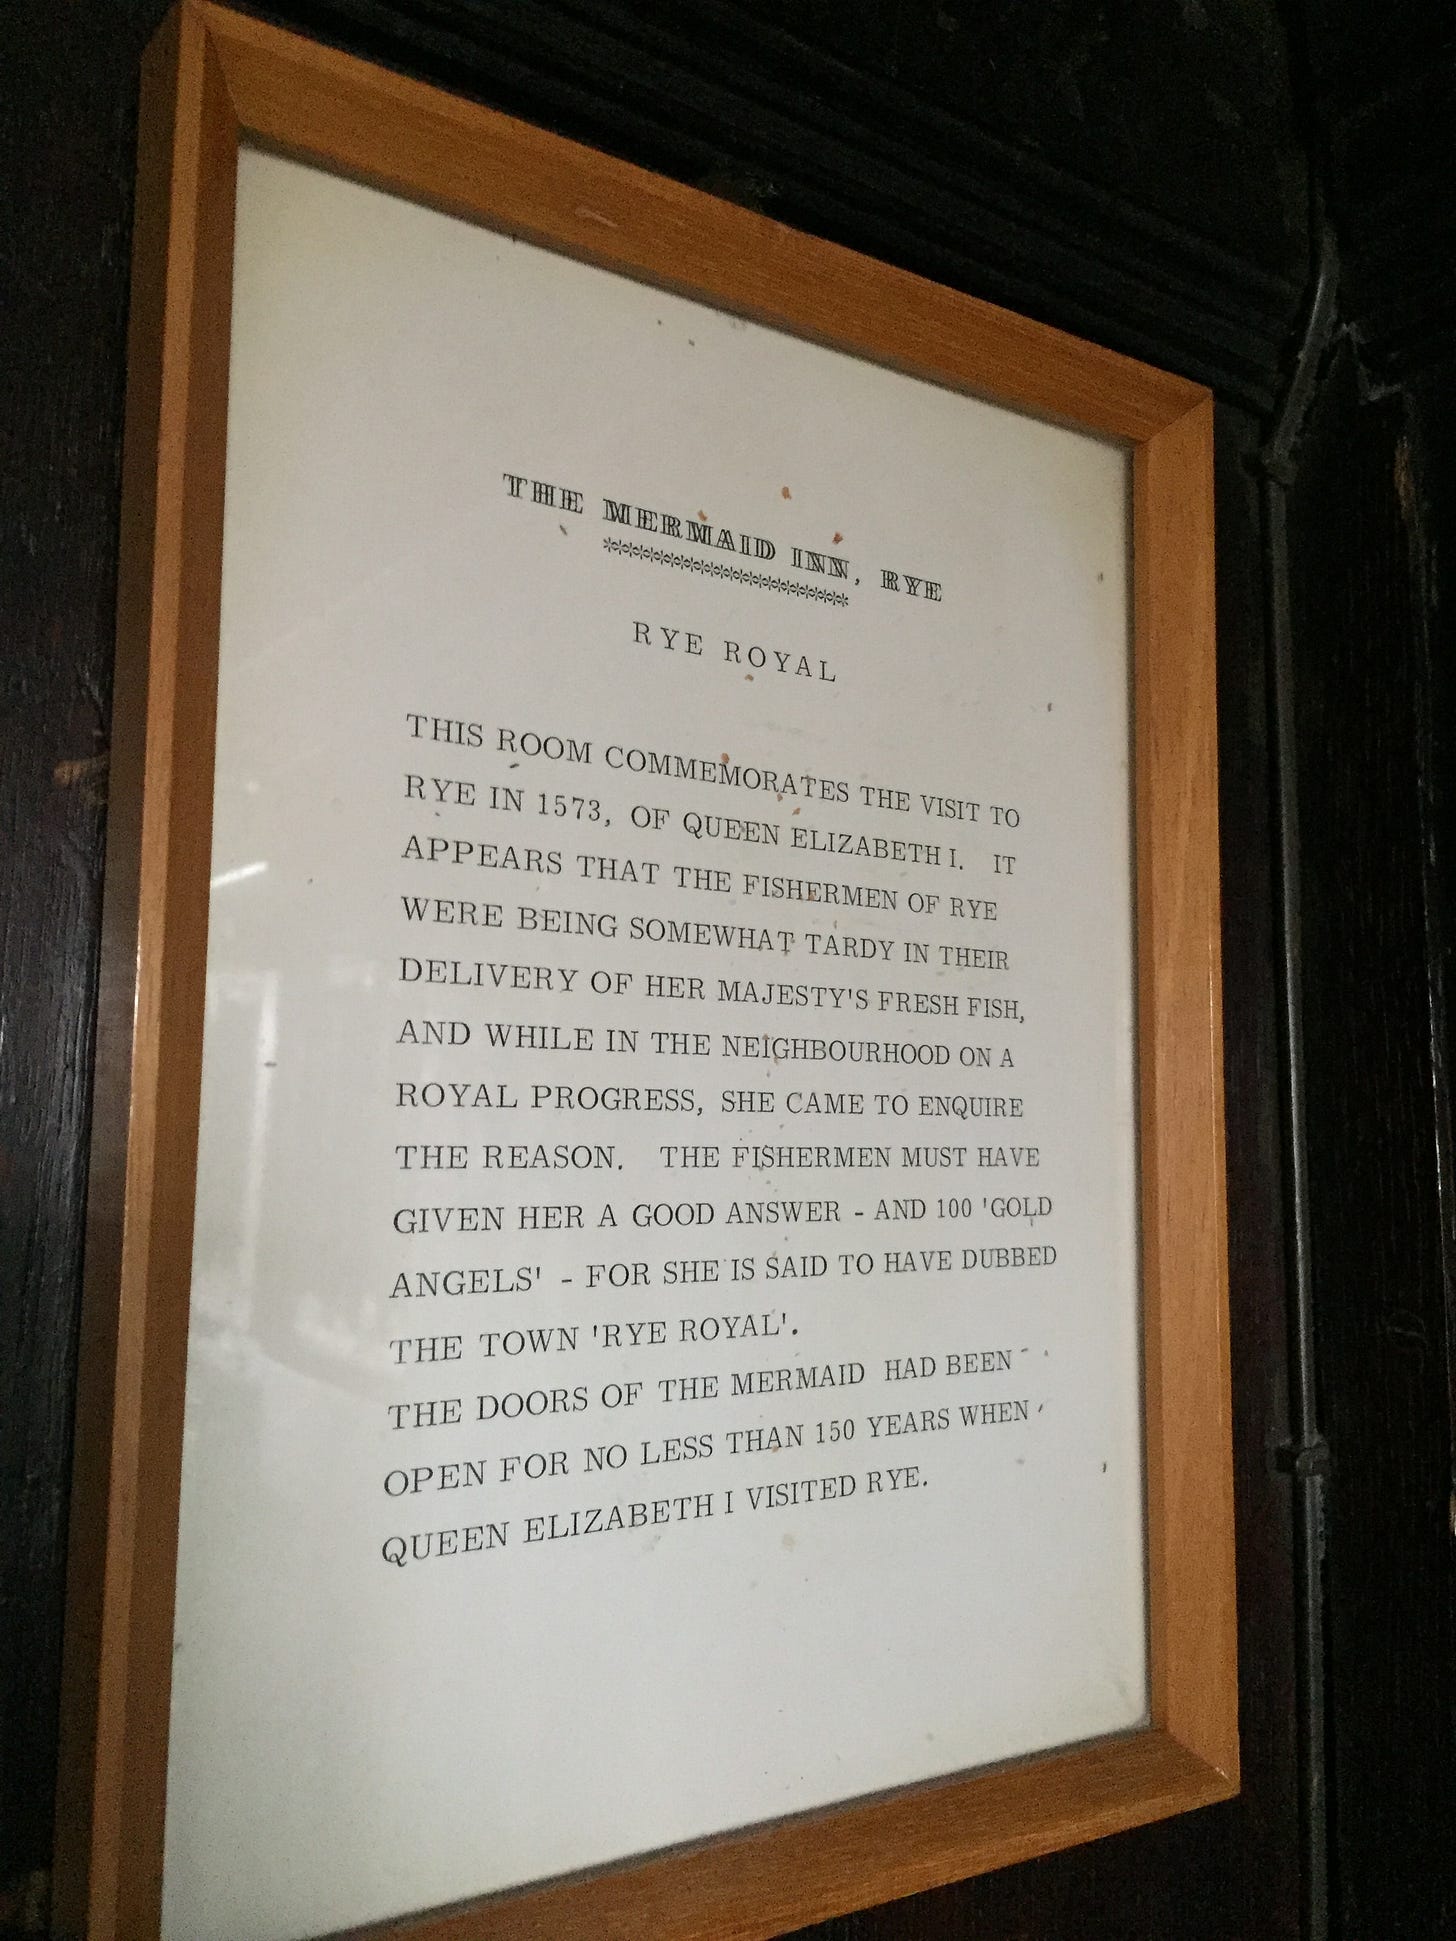 THE MERMAID INN, RYE
************************
RYE ROYAL
THIS ROOM COMMEMORATES THE VISIT TO
RYE IN 1573, OF QUEEN ELIZABETH I. IT
APPEARS THAT THE FISHERMEN OF RYE
WERE BEING SOMEWHAT TARDY IN THEIR
DELIVERY OF HER MAJESTY'S FRESH FISH,
AND WHILE IN THE NEIGHBOURHOOD ON A
ROYAL PROGRESS, SHE CAME TO ENQUIRE
THE REASON. THE FISHERMEN MUST HAVE
GIVEN HER A GOOD ANSWER - AND 100 'GOLD
ANGELS' - FOR SHE IS SAID TO HAVE DUBBED
THE TOWN 'RYE ROYAL'.
THE DOORS OF THE MERMAID HAD BEEN
OPEN FOR NO LESS THAN 150 YEARS WHEN
QUEEN ELIZABETH I VISITED RYE.